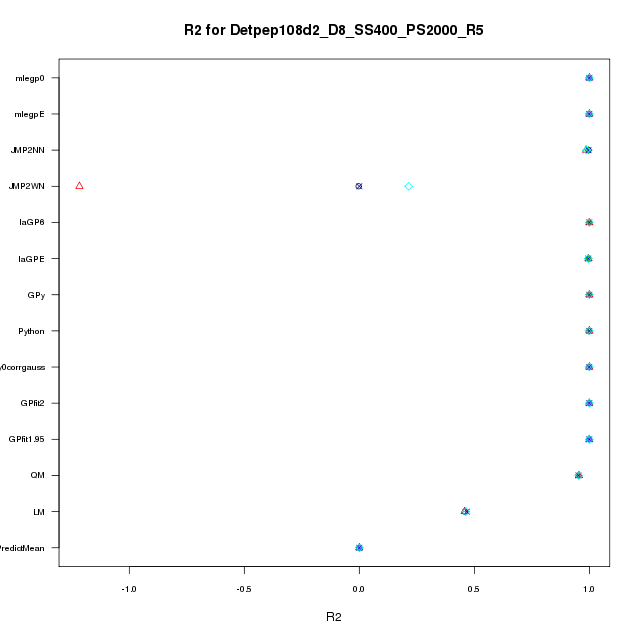 R2 for Detpep108d2_D8_SS400_PS2000_R5
mlegp0
mlegpE
JMP2NN
JMP2WN
laGP6
laGPE
GPy
Python
y0corrgauss
GPfit2
GPfit1.95
QM
LM
PredictMean
-1.0 -0.5 0.0 0.5 1.0
R2